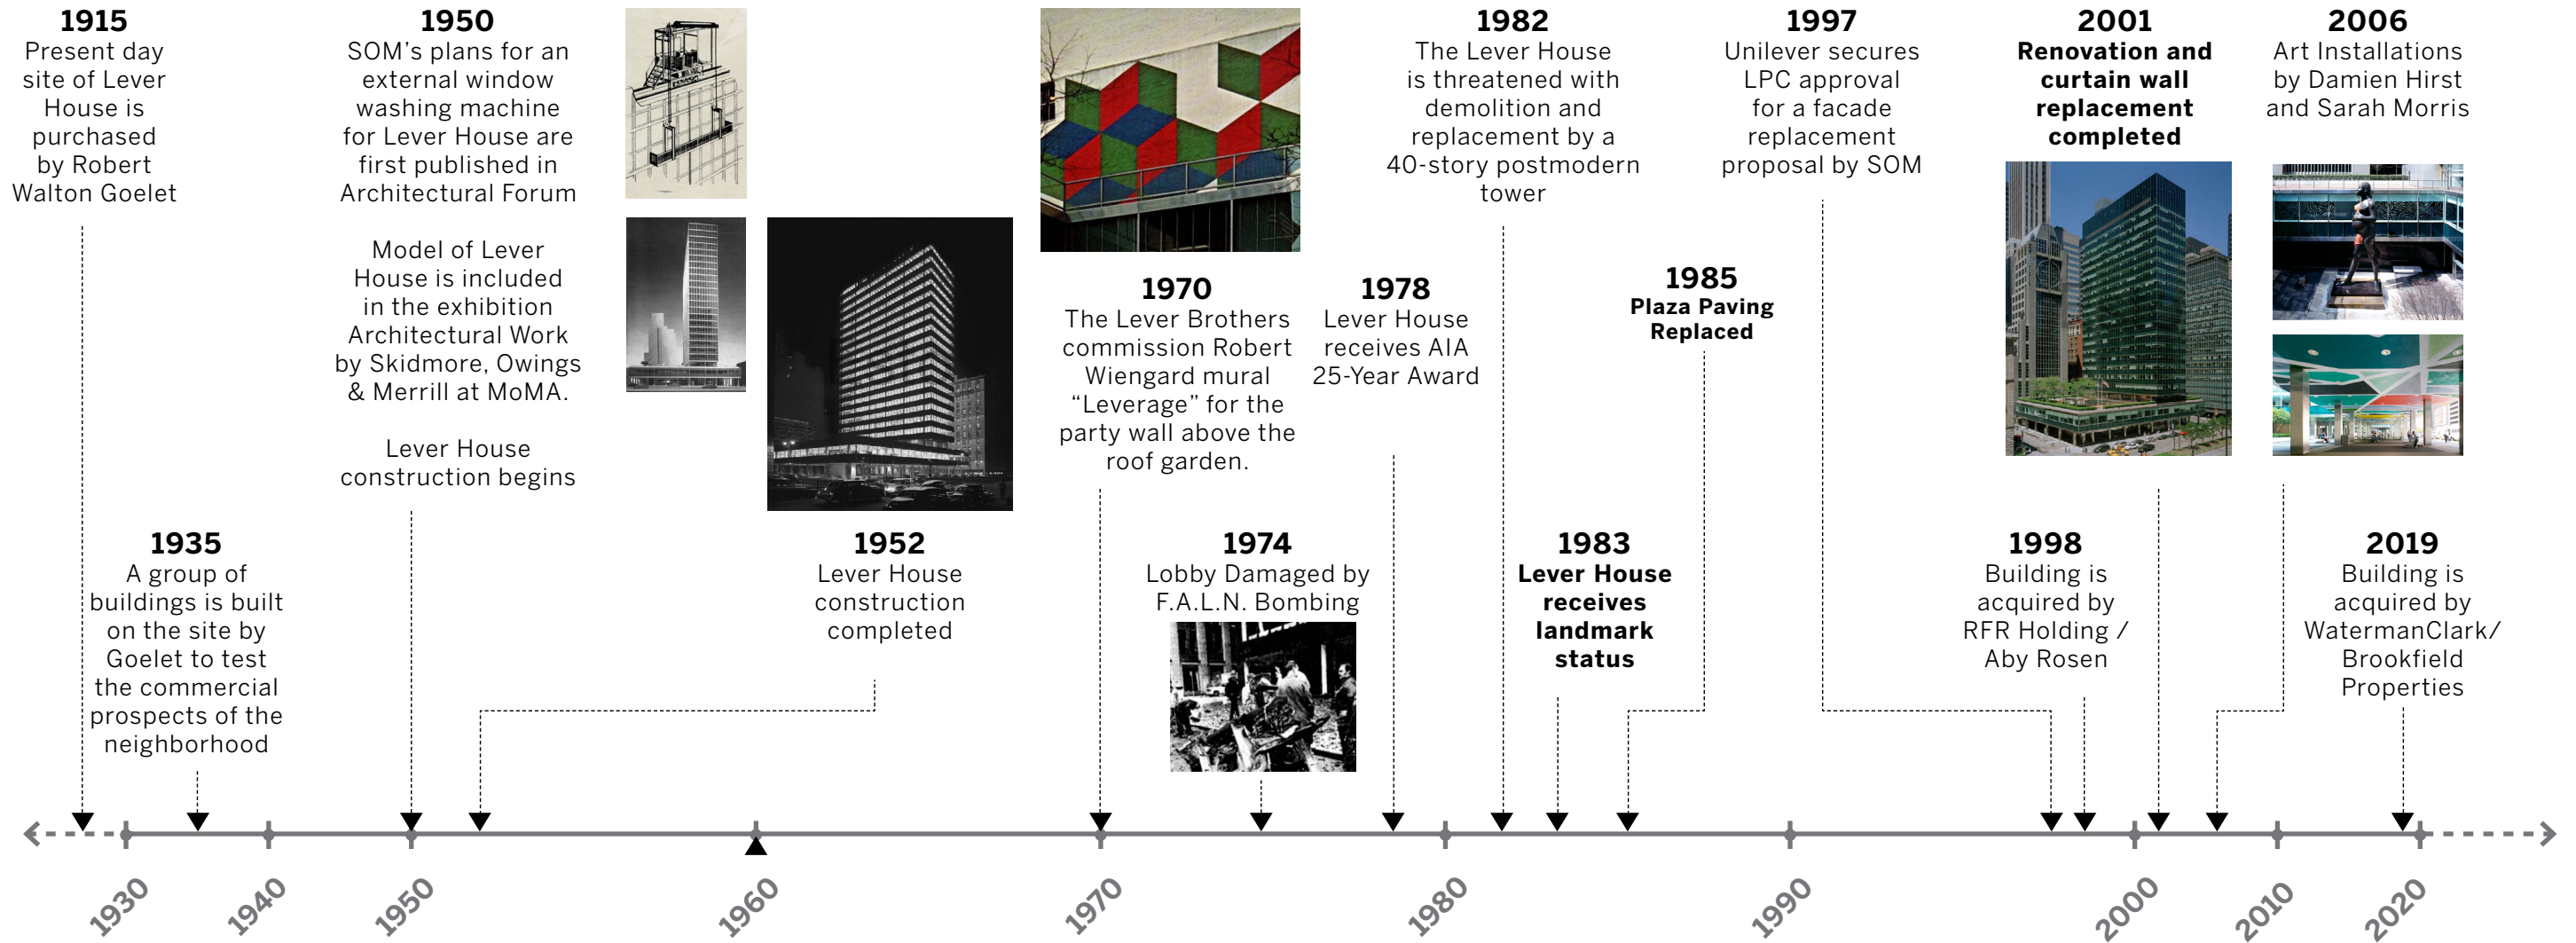 1915
Present day
site of Lever
House is
purchased
by Robert
Walton Goelet
1935
A group of
buildings is built
on the site by
Goelet to test
the commercial
prospects of the
neighborhood
1950
SOM’s plans for an
external window
washing machine
for Lever House are
first published in
Architectural Forum
Model of Lever
House is included
in the exhibition
Architectural Work
by Skidmore, Owings
& Merrill at MoMA.
Lever House
construction begins
1952
Lever House
construction
completed
1970
The Lever Brothers
commission Robert
Wiengard mural
“Leverage” for the
party wall above the
roof garden.
1974
Lobby Damaged by
F.A.L.N. Bombing
1978
Lever House
receives AIA
25-Year Award
1982
The Lever House
is threatened with
demolition and
replacement by a
40-story postmodern
tower
1983
Lever House
receives
landmark
status
1985
Plaza Paving
Replaced
1997
Unilever secures
LPC approval
for a facade
replacement
proposal by SOM
1998
Building is
acquired by
RFR Holding /
Aby Rosen
2001
Renovation and
curtain wall
replacement
completed
2006
Art Installations
by Damien Hirst
and Sarah Morris
2019
Building is
acquired by
WatermanClark/
Brookfield
Properties
1930
1940
1950
1960
1970
1980
1990
2000
2010
2020